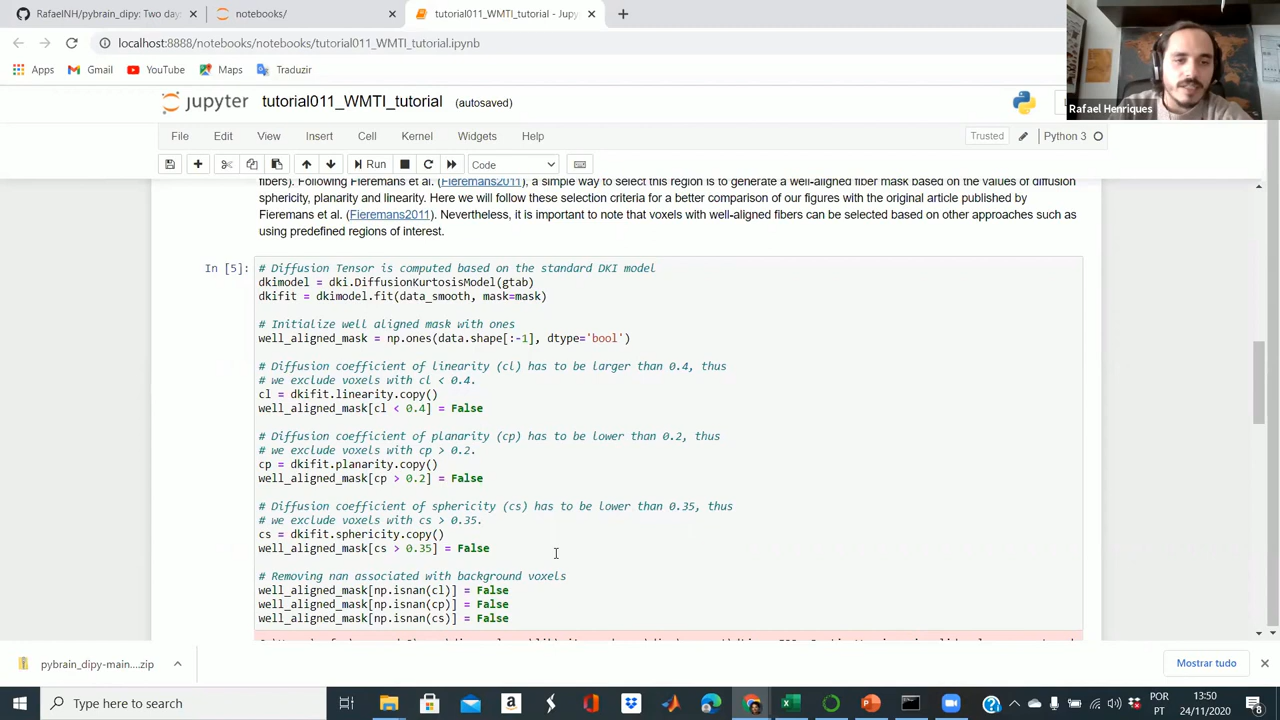 RafaelNH/pybrain_dipy: Two day
notebooks/
tutorial011_WMTI_tutorial - Jupy
localhost:8888/notebooks/notebooks/tutorial011_WMTI_tutorial.ipynb
Apps
Gmail
YouTube
Maps
Traduzir
Rafael Henriques
jupyter
tutorial011_WMTI_tutorial
(autosaved)
File
Edit
View
Insert
Cell
Kernel
Widgets
Help
Trusted
Python 3
Run
Code
fibers). Following Fieremans et al. (Fieremans2011), a simple way to select this region is to generate a well-aligned fiber mask based on the values of diffusion
sphericity, planarity and linearity. Here we will follow these selection criteria for a better comparison of our figures with the original article published by
Fieremans et al. (Fieremans2011). Nevertheless, it is important to note that voxels with well-aligned fibers can be selected based on other approaches such as
using predefined regions of interest.
In [5]:
# Diffusion Tensor is computed based on the standard DKI model
dkimodel = dki.DiffusionKurtosisModel(gtab)
dkifit = dkimodel.fit(data_smooth, mask=mask)
# Initialize well aligned mask with ones
well_aligned_mask = np.ones(data.shape[:-1], dtype='bool')
# Diffusion coefficient of linearity (cl) has to be larger than 0.4, thus
# we exclude voxels with cl < 0.4.
cl = dkifit.linearity.copy()
well_aligned_mask[cl < 0.4] = False
# Diffusion coefficient of planarity (cp) has to be lower than 0.2, thus
# we exclude voxels with cp > 0.2.
cp = dkifit.planarity.copy()
well_aligned_mask[cp > 0.2] = False
# Diffusion coefficient of sphericity (cs) has to be lower than 0.35, thus
# we exclude voxels with cs > 0.35.
cs = dkifit.sphericity.copy()
well_aligned_mask[cs > 0.35] = False
# Removing nan associated with background voxels
well_aligned_mask[np.isnan(cl)] = False
well_aligned_mask[np.isnan(cp)] = False
well_aligned_mask[np.isnan(cs)] = False
pybrain_dipy-main....zip
Mostrar tudo
Type here to search
POR
PT
13:50
24/11/2020
8